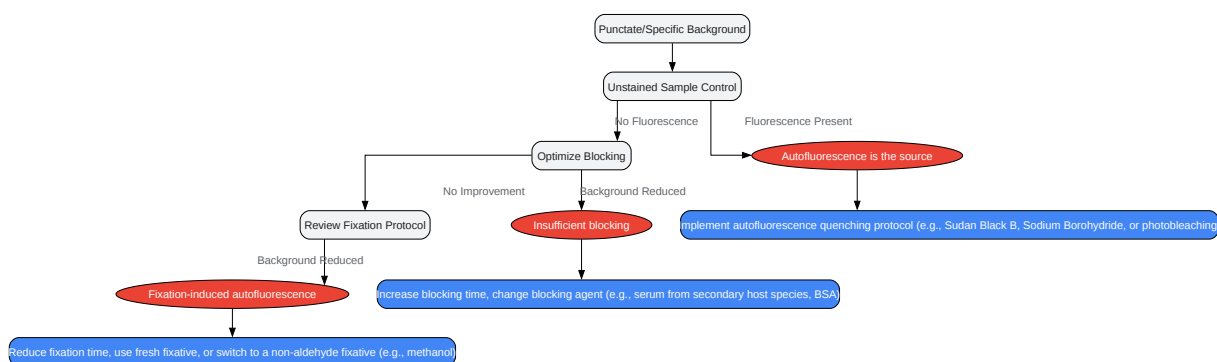 Punctate/Specific Background
Unstained Sample Control
No Fluorescence
Fluorescence Present
Optimize Blocking
Autofluorescence is the source
No Improvement
Background Reduced
Review Fixation Protocol
Insufficient blocking
Implement autofluorescence quenching protocol (e.g., Sudan Black B, Sodium Borohydride, or photobleaching)
Background Reduced
Fixation-induced autofluorescence
Increase blocking time, change blocking agent (e.g., serum from secondary host species, BSA)
Reduce fixation time, use fresh fixative, or switch to a non-aldehyde fixative (e.g., methanol)